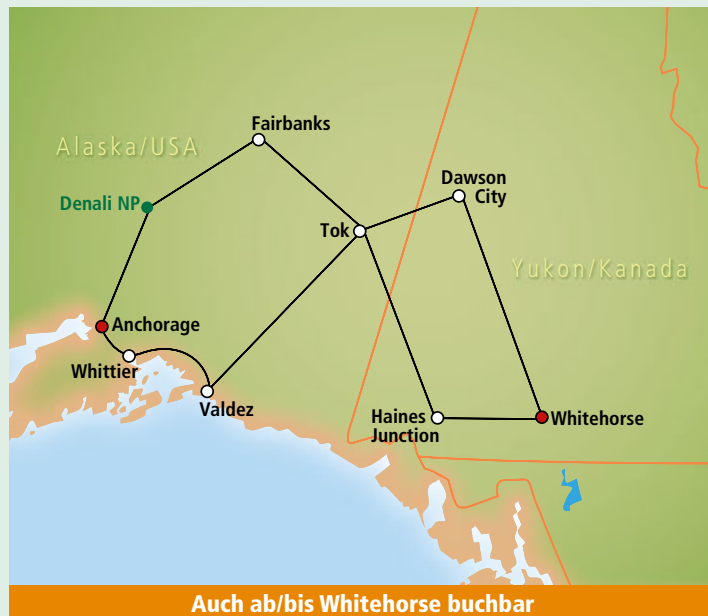 Fairbanks
Alaska/USA
Dawson
City
Denali NP
Tok
Yukon/Kanada
Anchorage
Whittier
Valdez
Haines
Junction
Whitehorse
Auch ab/bis Whitehorse buchbar